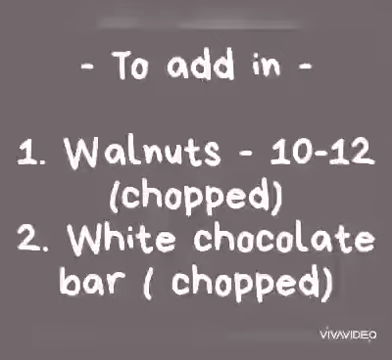 - To add in -
1. Walnuts - 10-12
(chopped)
2. White chocolate
bar ( chopped)
VIVAVIDEO